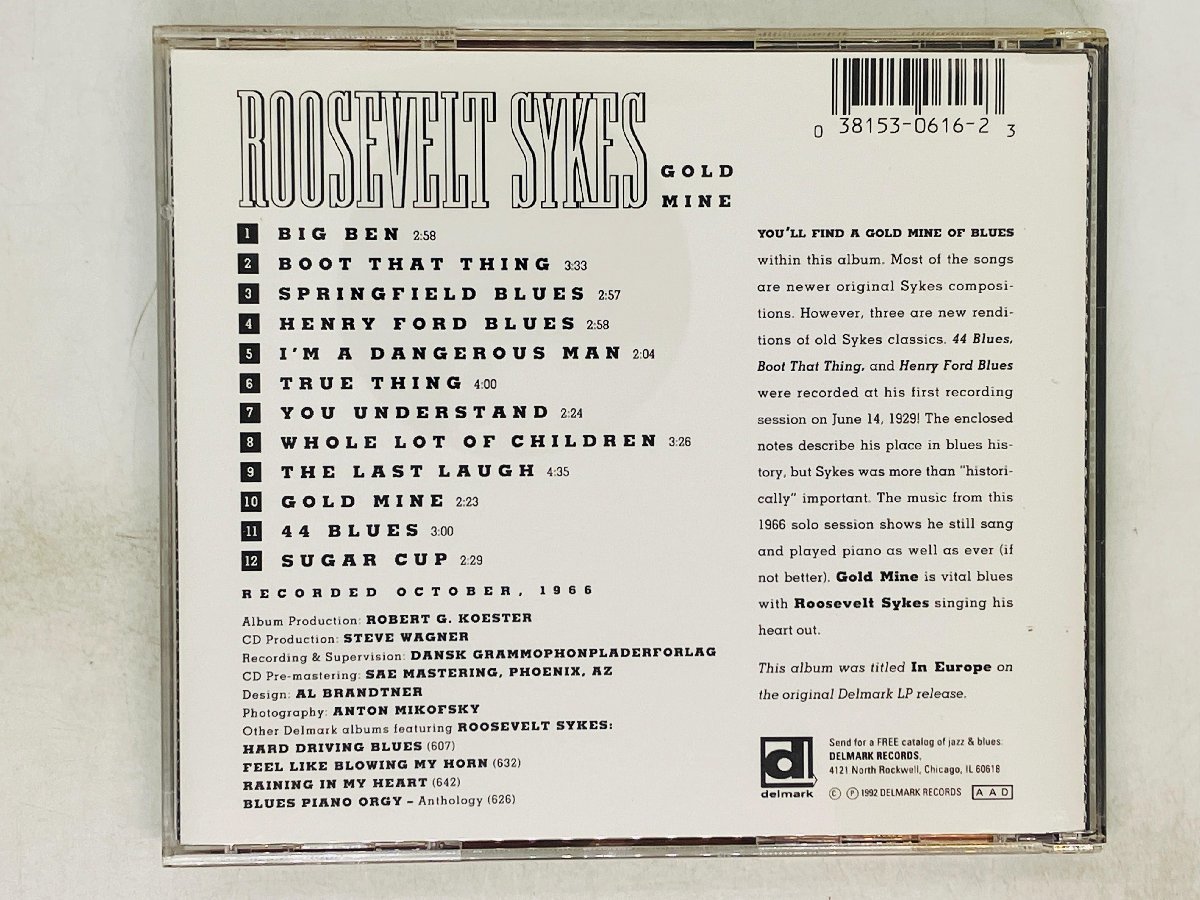 ROOSEVELT SYKES
GOLD
MINE
0 38153-0616-2 3
1 BIG BEN 2:58
2 BOOT THAT THING 3:33
3 SPRINGFIELD BLUES 2:57
4 HENRY FORD BLUES 2:58
5 I'M A DANGEROUS MAN 2:04
6 TRUE THING 4:00
7 YOU UNDERSTAND 2:24
8 WHOLE LOT OF CHILDREN 3:26
9 THE LAST LAUGH 4:35
10 GOLD MINE 2:23
11 44 BLUES 3:00
12 SUGAR CUP 2:29
RECORDED OCTOBER, 1966
Album Production: ROBERT G. KOESTER
CD Production: STEVE WAGNER
Recording & Supervision: DANSK GRAMMOPHONPLADERFORLAG
CD Pre-mastering: SAE MASTERING, PHOENIX, AZ
Design: AL BRANDTNER
Photography: ANTON MIKOFSKY
Other Delmark albums featuring ROOSEVELT SYKES:
HARD DRIVING BLUES (607)
FEEL LIKE BLOWING MY HORN (632)
RAINING IN MY HEART (642)
BLUES PIANO ORGY – Anthology (626)
YOU'LL FIND A GOLD MINE OF BLUES
within this album. Most of the songs
are newer original Sykes composi-
tions. However, three are new rendi-
tions of old Sykes classics. 44 Blues,
Boot That Thing, and Henry Ford Blues
were recorded at his first recording
session on June 14, 1929! The enclosed
notes describe his place in blues his-
tory, but Sykes was more than "histori-
cally" important. The music from this
1966 solo session shows he still sang
and played piano as well as ever (if
not better). Gold Mine is vital blues
with Roosevelt Sykes singing his
heart out.
This album was titled In Europe on
the original Delmark LP release.
d
delmark
Send for a FREE catalog of jazz & blues:
DELMARK RECORDS,
4121 North Rockwell, Chicago, IL 60618
© ℗ 1992 DELMARK RECORDS AAD